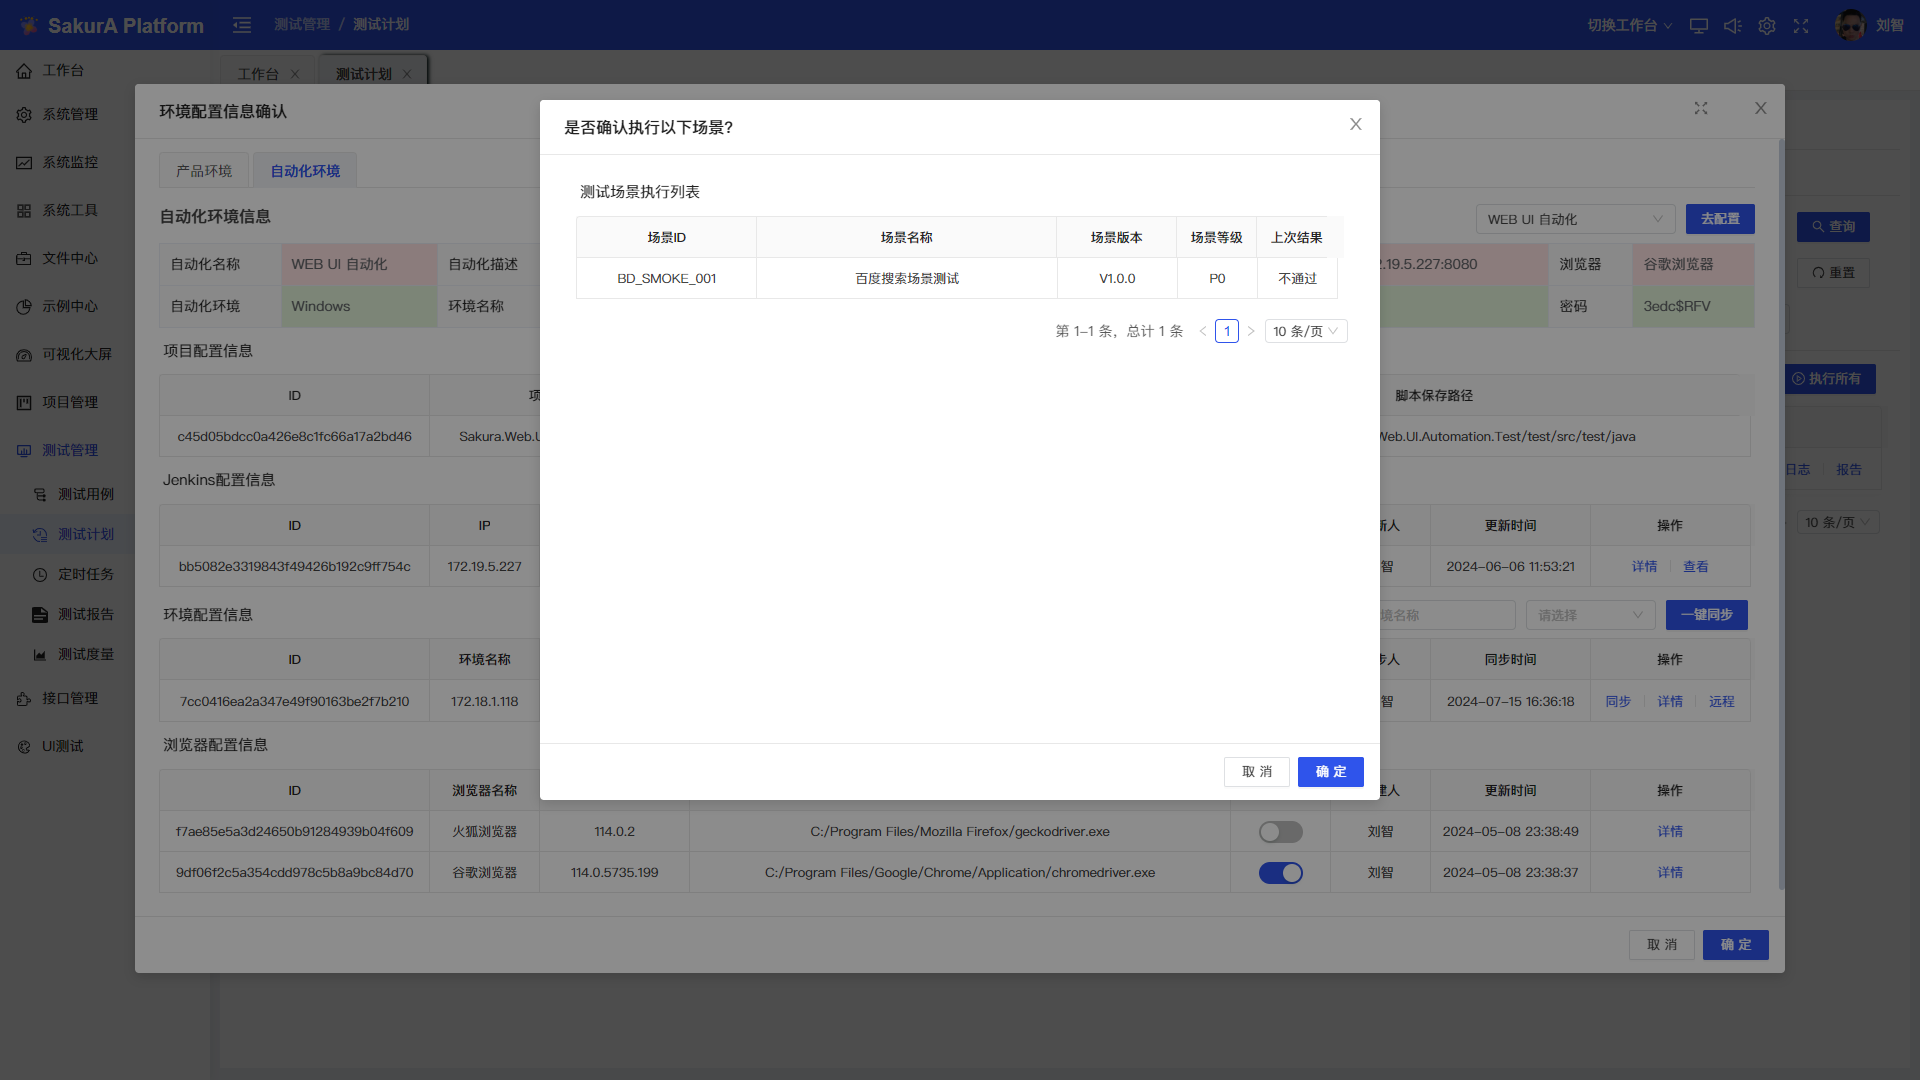 SakurA Platform
测试管理 / 测试计划
切换工作台
刘智
工作台
系统管理
系统监控
系统工具
文件中心
示例中心
可视化大屏
项目管理
测试管理
测试用例
测试计划
定时任务
测试报告
测试度量
接口管理
UI测试
工作台
测试计划
环境配置信息确认
产品环境
自动化环境
自动化环境信息
WEB UI 自动化
去配置
自动化名称 WEB UI 自动化 自动化描述 .19.5.227:8080 浏览器 谷歌浏览器
自动化环境 Windows 环境名称 密码 3edc$RFV
项目配置信息
ID 项 脚本保存路径
c45d05bdcc0a426e8c1fc66a17a2bd46 Sakura.Web.U Web.UI.Automation.Test/test/src/test/java
Jenkins配置信息
ID IP 新人 更新时间 操作
bb5082e3319843f49426b192c9ff754c 172.19.5.227 智 2024-06-06 11:53:21 详情 查看
环境配置信息
境名称 请选择 一键同步
ID 环境名称 步人 同步时间 操作
7cc0416ea2a347e49f90163be2f7b210 172.18.1.118 智 2024-07-15 16:36:18 同步 详情 远程
浏览器配置信息
ID 浏览器名称 建人 更新时间 操作
f7ae85e5a3d24650b91284939b04f609 火狐浏览器 114.0.2 C:/Program Files/Mozilla Firefox/geckodriver.exe 刘智 2024-05-08 23:38:49 详情
9df06f2c5a354cdd978c5b8a9bc84d70 谷歌浏览器 114.0.5735.199 C:/Program Files/Google/Chrome/Application/chromedriver.exe 刘智 2024-05-08 23:38:37 详情
取 消 确 定
是否确认执行以下场景?
测试场景执行列表
场景ID 场景名称 场景版本 场景等级 上次结果
BD_SMOKE_001 百度搜索场景测试 V1.0.0 P0 不通过
第 1-1 条，总计 1 条 < 1 > 10 条/页
取 消 确 定
查询
重置
执行所有
日志 报告
10 条/页